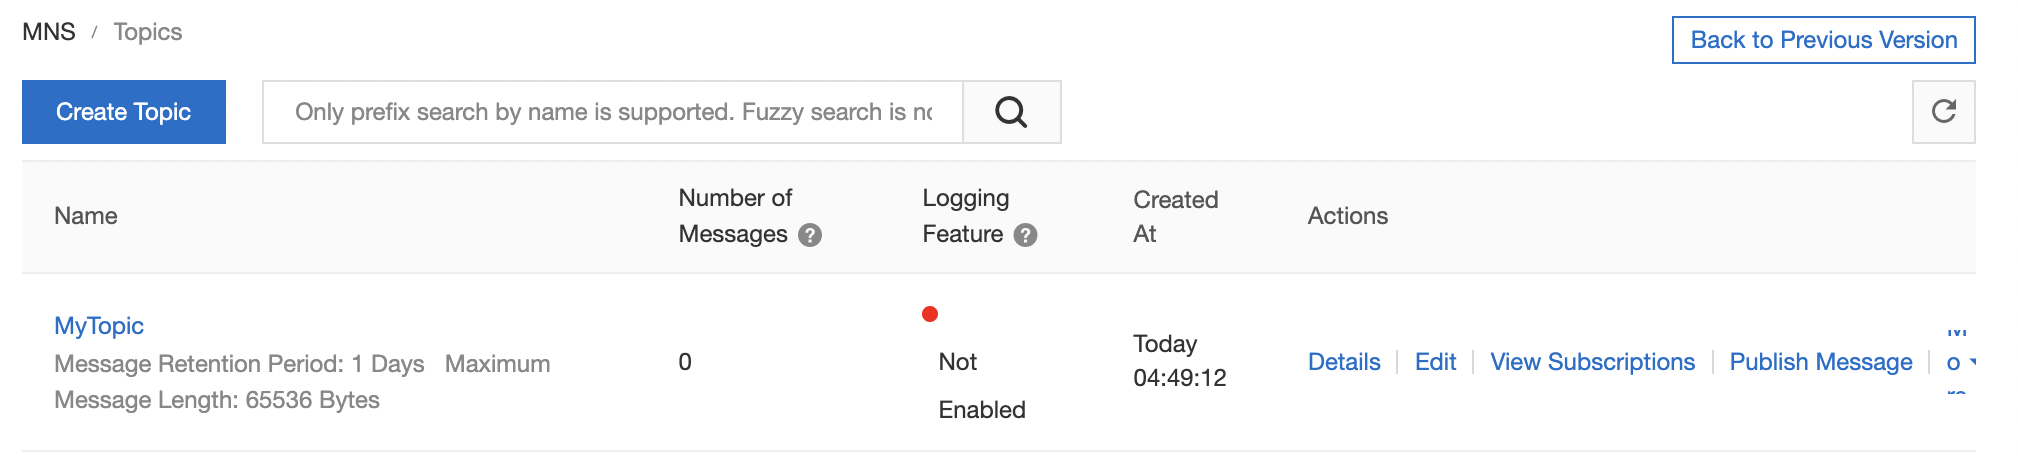 MNS / Topics
Back to Previous Version
Create Topic
Only prefix search by name is supported. Fuzzy search is
Name
Number of
Messages ?
Logging
Feature ?
Created
At
Actions
MyTopic
Message Retention Period: 1 Days Maximum
Message Length: 65536 Bytes
0
Not
Enabled
Today
04:49:12
Details | Edit | View Subscriptions | Publish Message |